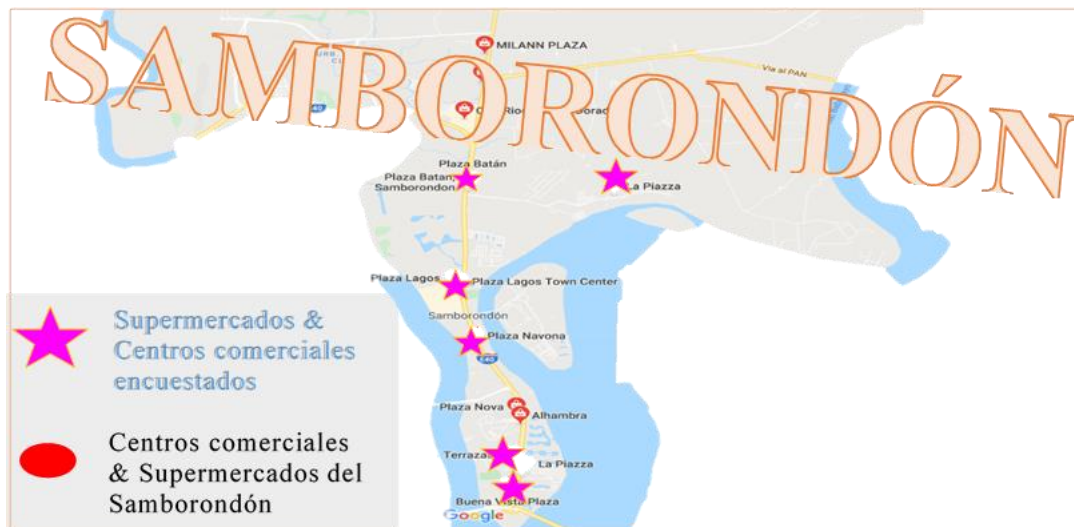 SAMBORONDÓN
MILANN PLAZA
Via al PAN
Plaza Batán
Plaza Batan,
Samborondon
La Piazza
Plaza Lagos
Plaza Lagos Town Center
Samborondón
Plaza Navona
E40
Plaza Nova
Alhambra
La Piazza
Buena Vista Plaza
Google
Supermercados &
Centros comerciales
encuestados
Centros comerciales
& Supermercados del
Samborondón